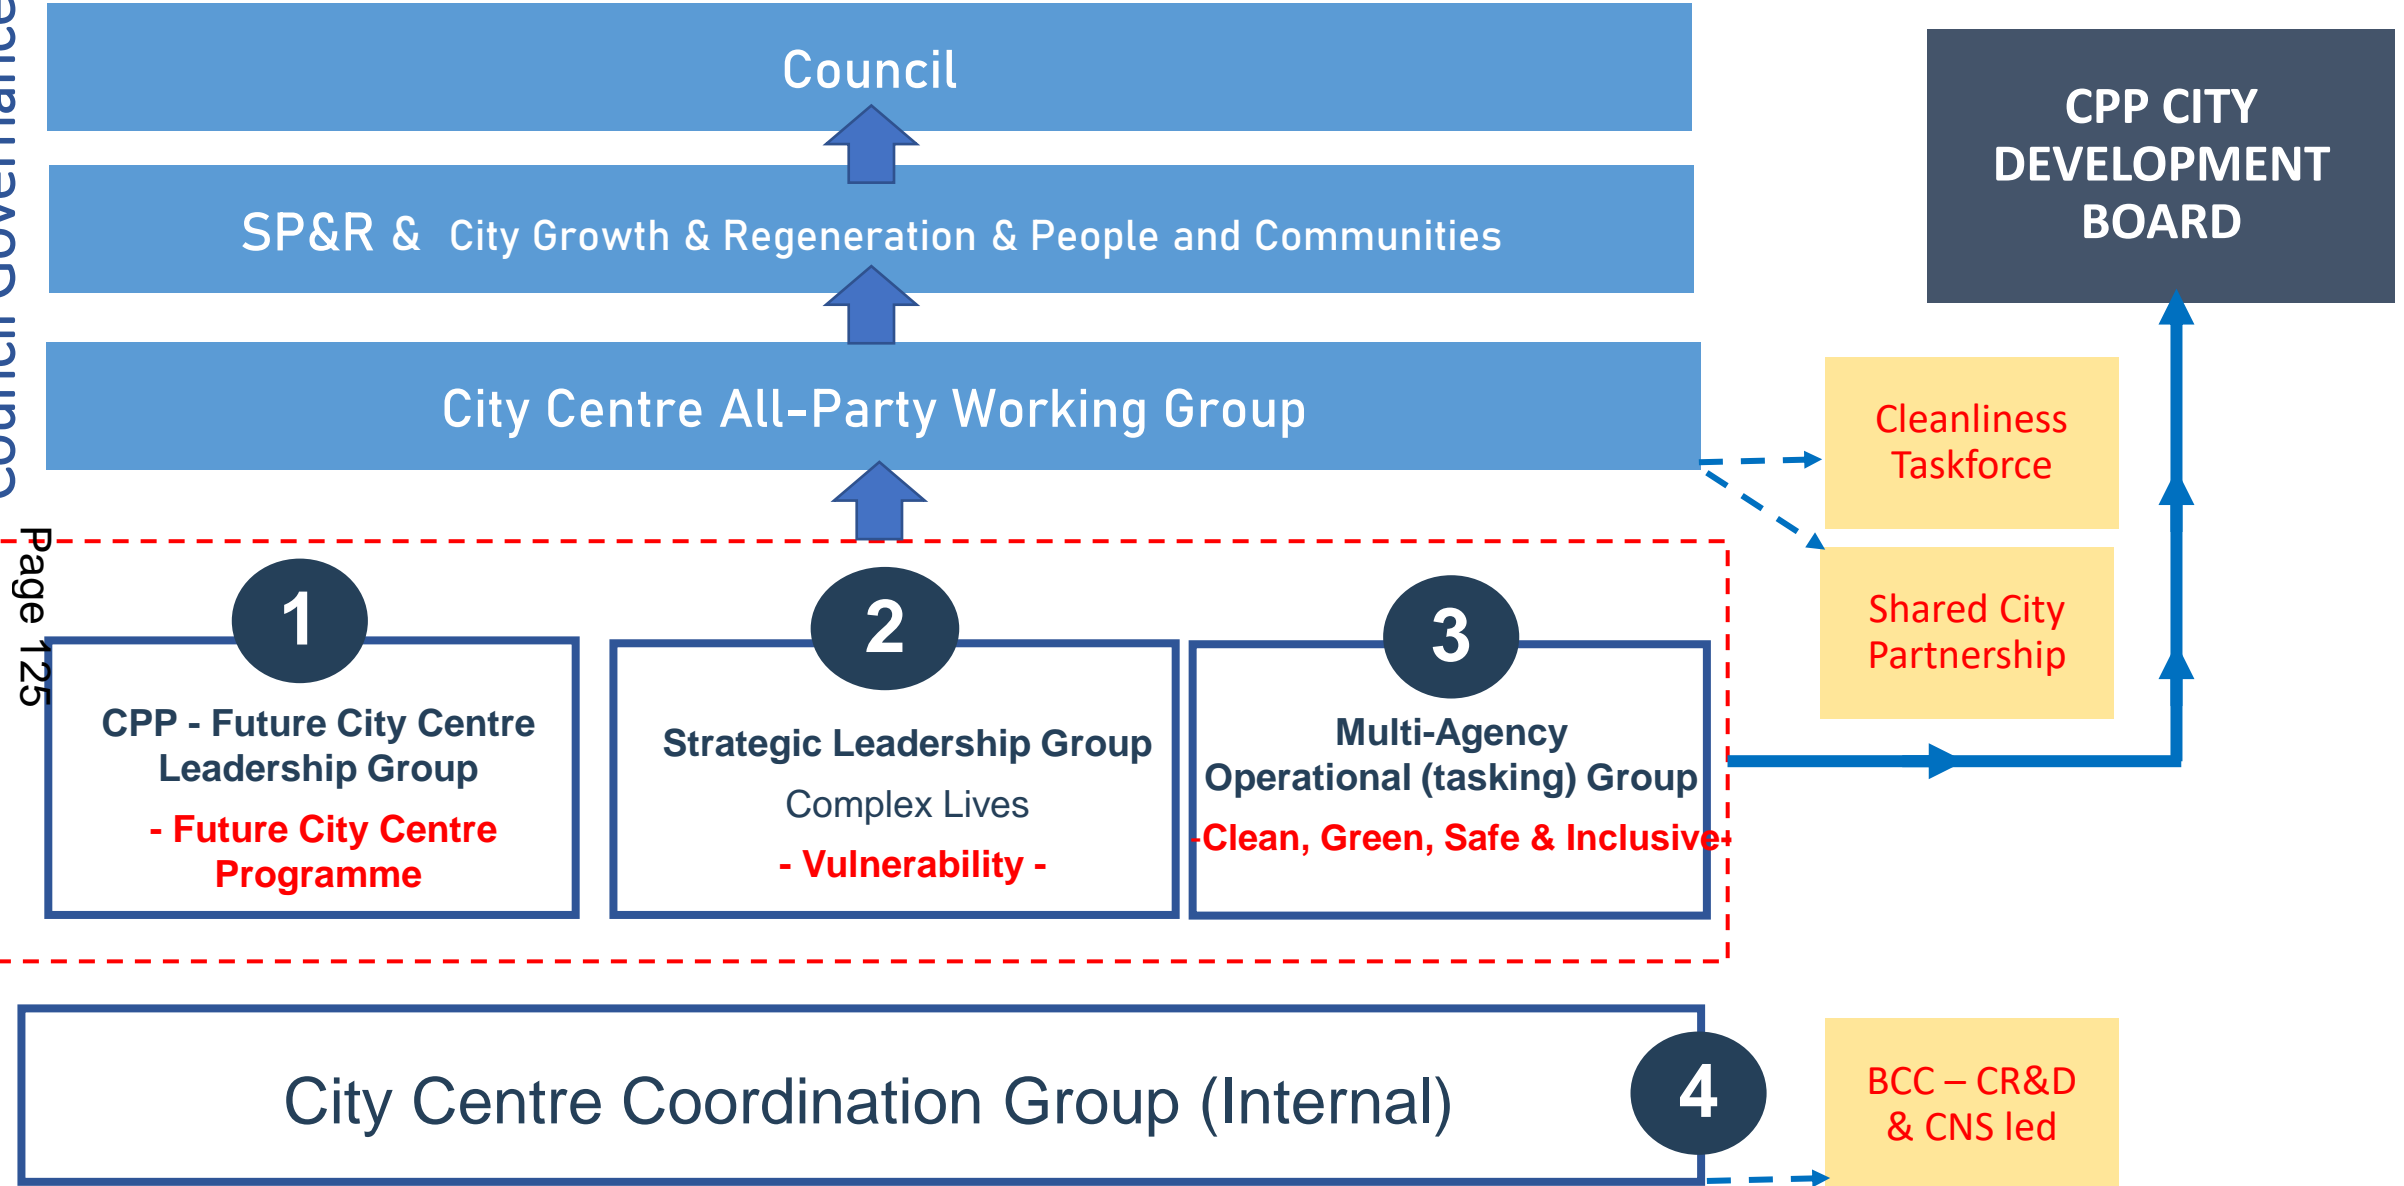 Council Governance
Council
SP&R & City Growth & Regeneration & People and Communities
City Centre All-Party Working Group
CPP CITY
DEVELOPMENT
BOARD
Cleanliness
Taskforce
Shared City
Partnership
Page 125
1
CPP - Future City Centre
Leadership Group
- Future City Centre
Programme
2
Strategic Leadership Group
Complex Lives
- Vulnerability -
3
Multi-Agency
Operational (tasking) Group
-Clean, Green, Safe & Inclusive-
City Centre Coordination Group (Internal)
4
BCC – CR&D
& CNS led